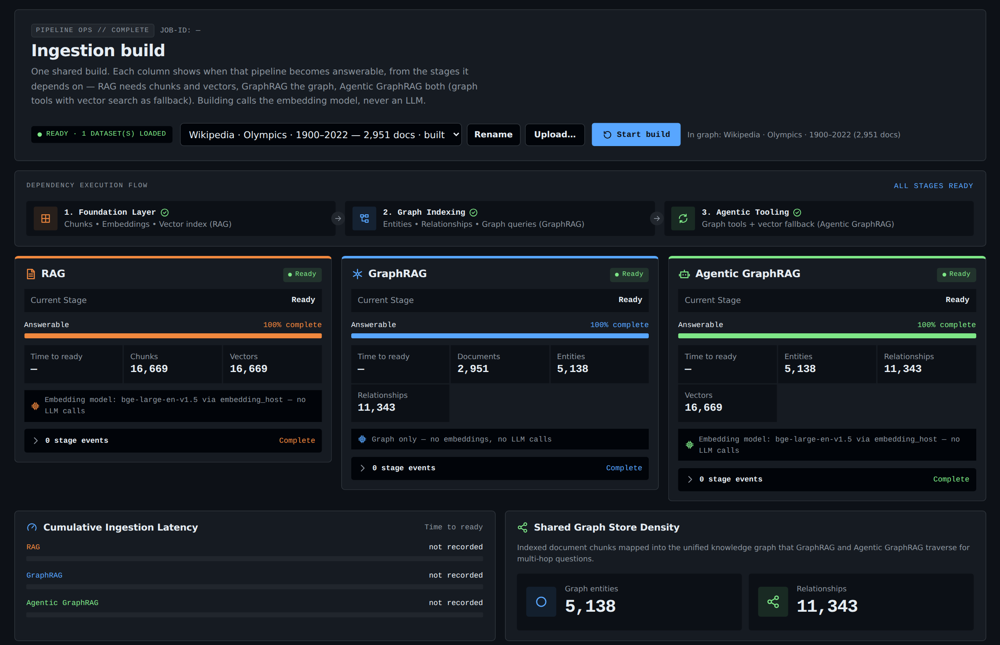 PIPELINE OPS // COMPLETE JOB-ID: —
Ingestion build
One shared build. Each column shows when that pipeline becomes answerable, from the stages it
depends on — RAG needs chunks and vectors, GraphRAG the graph, Agentic GraphRAG both (graph
tools with vector search as fallback). Building calls the embedding model, never an LLM.
READY · 1 DATASET(S) LOADED
Wikipedia · Olympics · 1900–2022 — 2,951 docs · built
Rename
Upload…
Start build
In graph: Wikipedia · Olympics · 1900–2022 (2,951 docs)
DEPENDENCY EXECUTION FLOW
ALL STAGES READY
1. Foundation Layer
Chunks • Embeddings • Vector index (RAG)
2. Graph Indexing
Entities • Relationships • Graph queries (GraphRAG)
3. Agentic Tooling
Graph tools + vector fallback (Agentic GraphRAG)
RAG
Ready
Current Stage
Ready
Answerable
100% complete
Time to ready
—
Chunks
16,669
Vectors
16,669
Embedding model: bge-large-en-v1.5 via embedding_host — no
LLM calls
0 stage events
Complete
GraphRAG
Ready
Current Stage
Ready
Answerable
100% complete
Time to ready
—
Documents
2,951
Entities
5,138
Relationships
11,343
Graph only — no embeddings, no LLM calls
0 stage events
Complete
Agentic GraphRAG
Ready
Current Stage
Ready
Answerable
100% complete
Time to ready
—
Entities
5,138
Relationships
11,343
Vectors
16,669
Embedding model: bge-large-en-v1.5 via embedding_host — no
LLM calls
0 stage events
Complete
Cumulative Ingestion Latency
Time to ready
RAG
not recorded
GraphRAG
not recorded
Agentic GraphRAG
not recorded
Shared Graph Store Density
Indexed document chunks mapped into the unified knowledge graph that GraphRAG and Agentic GraphRAG traverse for
multi-hop questions.
Graph entities
5,138
Relationships
11,343